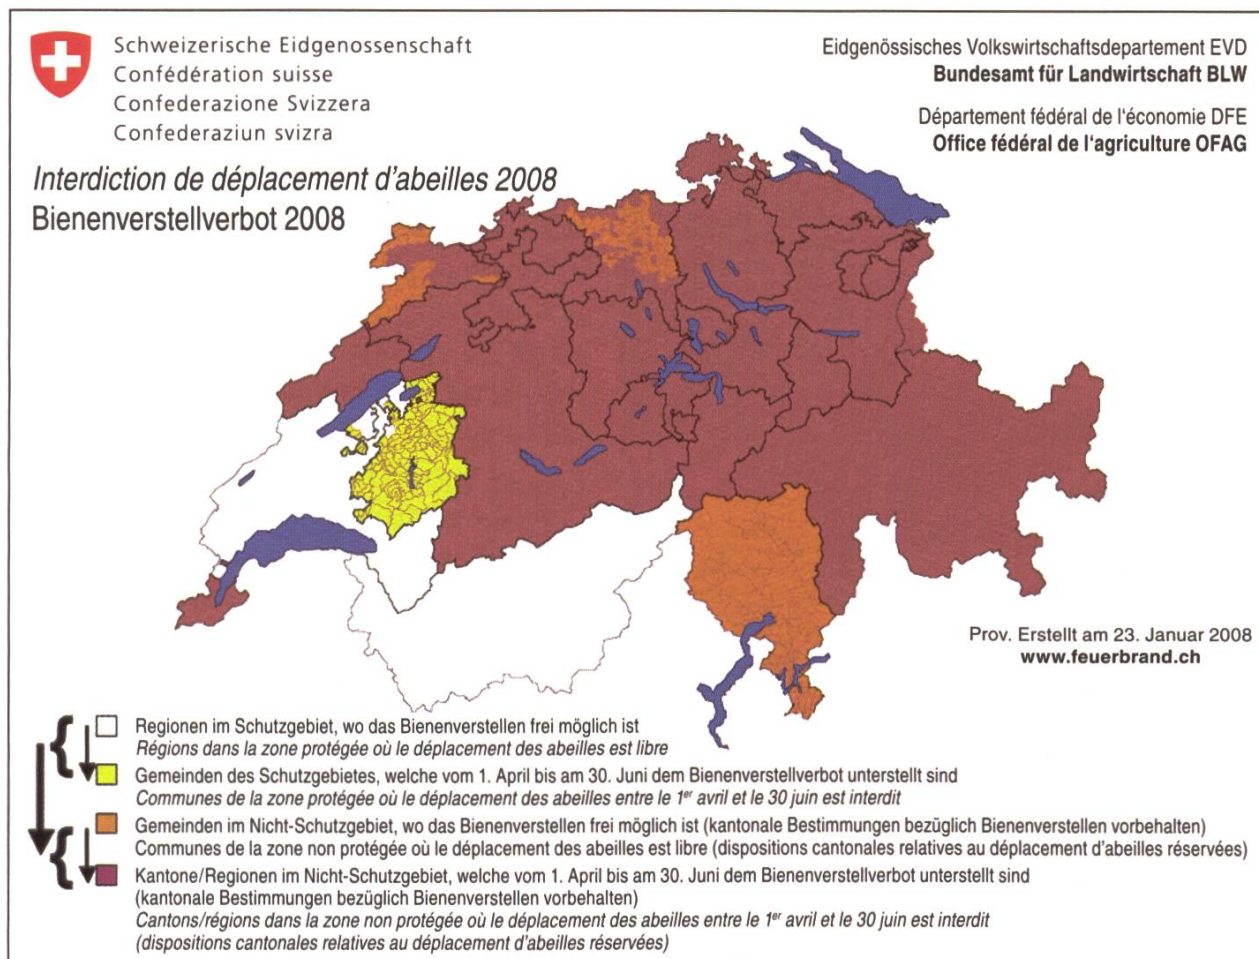 Schweizerische Eidgenossenschaft
Confédération suisse
Confederazione Svizzera
Confederaziun svizra
Eidgenössisches Volkswirtschaftsdepartement EVD
Bundesamt für Landwirtschaft BLW
Département fédéral de l'économie DFE
Office fédéral de l'agriculture OFAG
Interdiction de déplacement d'abeilles 2008
Bienenverstellverbot 2008
Prov. Erstellt am 23. Januar 2008
www.feuerbrand.ch
Regionen im Schutzgebiet, wo das Bienenverstellen frei möglich ist
Régions dans la zone protégée où le déplacement des abeilles est libre
Gemeinden des Schutzgebietes, welche vom 1. April bis am 30. Juni dem Bienenverstellverbot unterstellt sind
Communes de la zone protégée où le déplacement des abeilles entre le 1er avril et le 30 juin est interdit
Gemeinden im Nicht-Schutzgebiet, wo das Bienenverstellen frei möglich ist (kantonale Bestimmungen bezüglich Bienenverstellen vorbehalten)
Communes de la zone non protégée où le déplacement des abeilles est libre (dispositions cantonales relatives au déplacement d'abeilles réservées)
Kantone/Regionen im Nicht-Schutzgebiet, welche vom 1. April bis am 30. Juni dem Bienenverstellverbot unterstellt sind
(kantonale Bestimmungen bezüglich Bienenverstellen vorbehalten)
Cantons/régions dans la zone non protégée où le déplacement des abeilles entre le 1er avril et le 30 juin est interdit
(dispositions cantonales relatives au déplacement d'abeilles réservées)